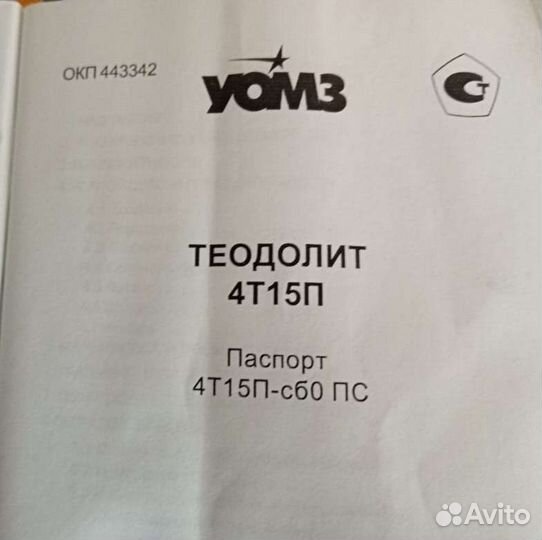 ОКП 443342
УОМЗ
ТЕОДОЛИТ
4Т15П
Паспорт
4Т15П-сб0 ПС
Avito